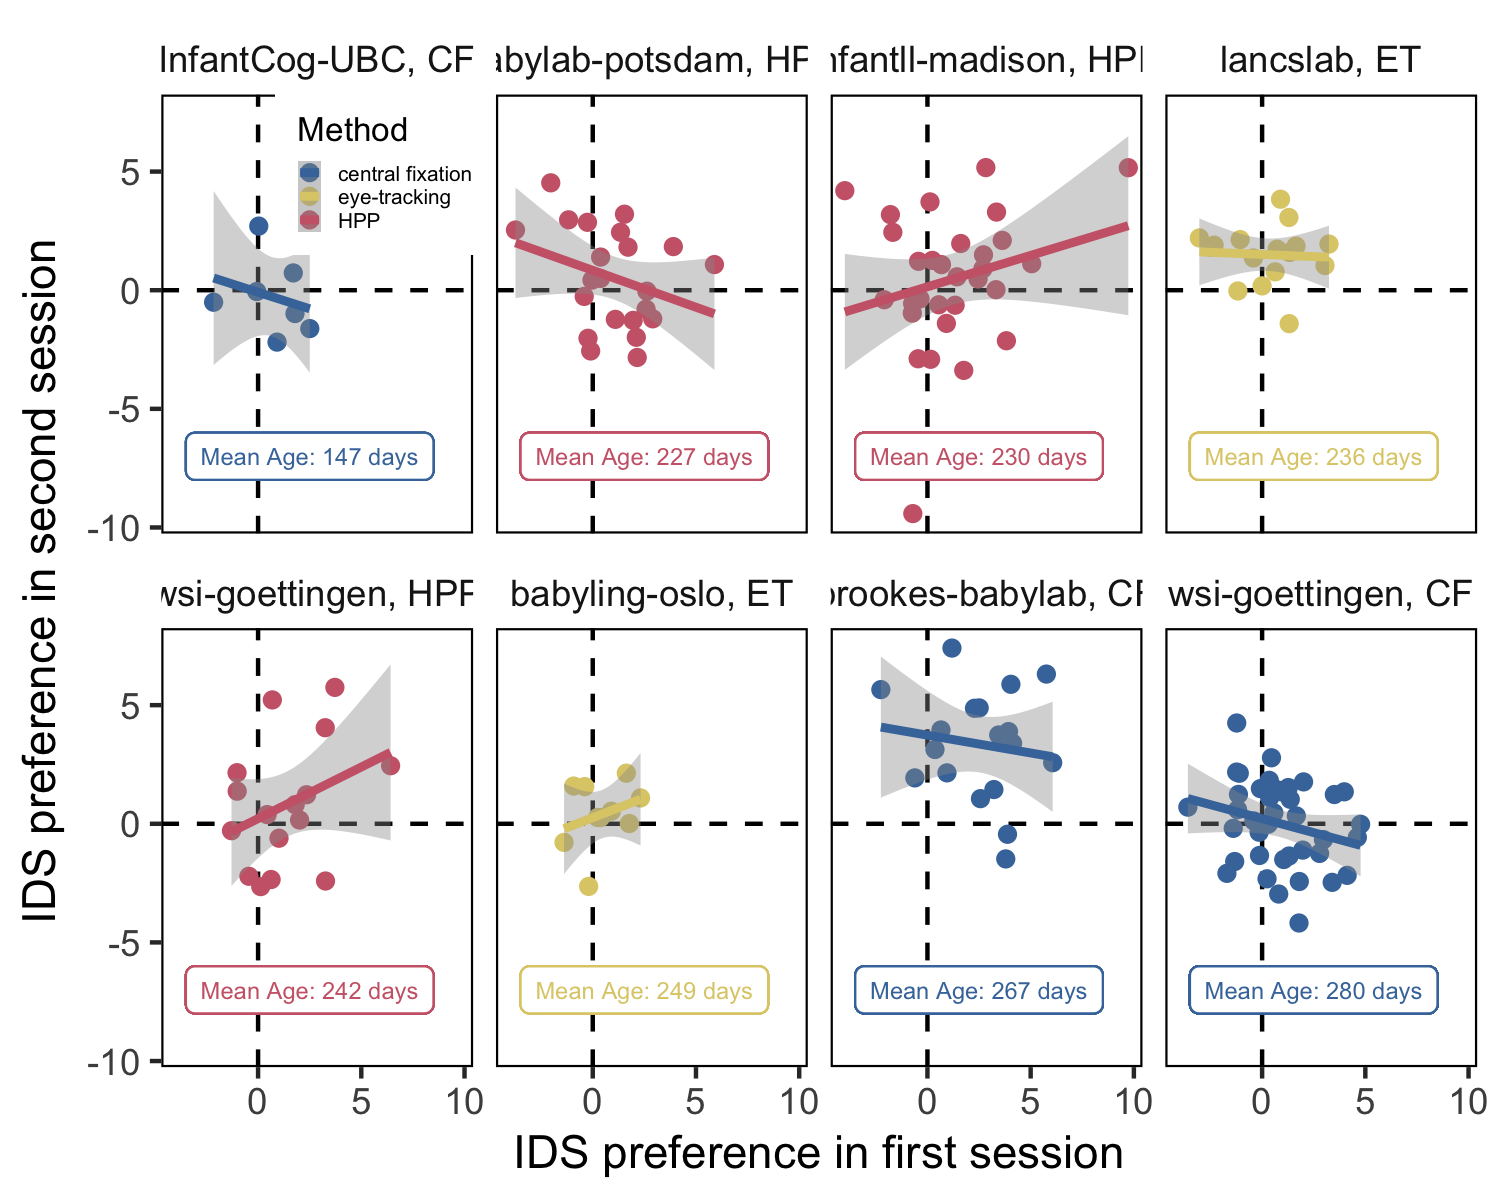 InfantCog-UBC, CF
abylab-potsdam, HP
nfantll-madison, HPI
lancslab, ET
Method
central fixation
eye-tracking
HPP
5
0
-5
-10
Mean Age: 147 days
Mean Age: 227 days
Mean Age: 230 days
Mean Age: 236 days
IDS preference in second session
wsi-goettingen, HPP
babyling-oslo, ET
brookes-babylab, CF
wsi-goettingen, CF
5
0
-5
-10
Mean Age: 242 days
Mean Age: 249 days
Mean Age: 267 days
Mean Age: 280 days
0 5 10
0 5 10
0 5 10
0 5 10
IDS preference in first session